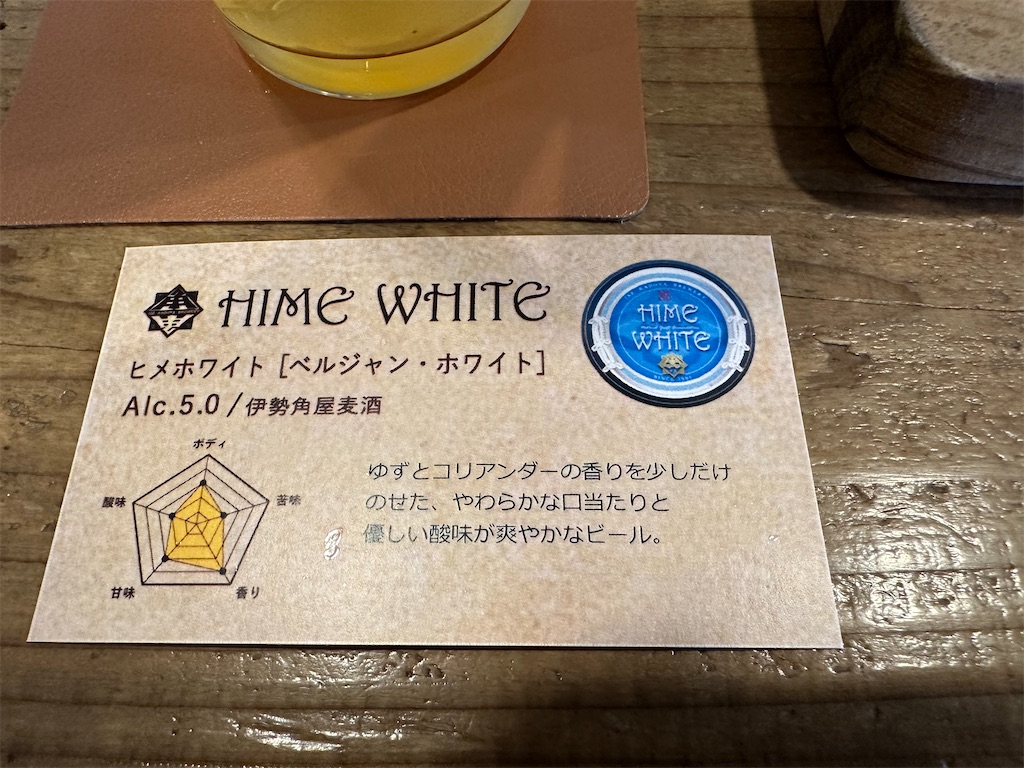 HIME WHITE
HIME
WHITE
ヒメホワイト [ベルジャン・ホワイト]
Alc.5.0 / 伊勢角屋麦酒
ボディ
酸味
苦味
甘味
香り
ゆずとコリアンダーの香りを少しだけ
のせた、やわらかな口当たりと
優しい酸味が爽やかなビール。